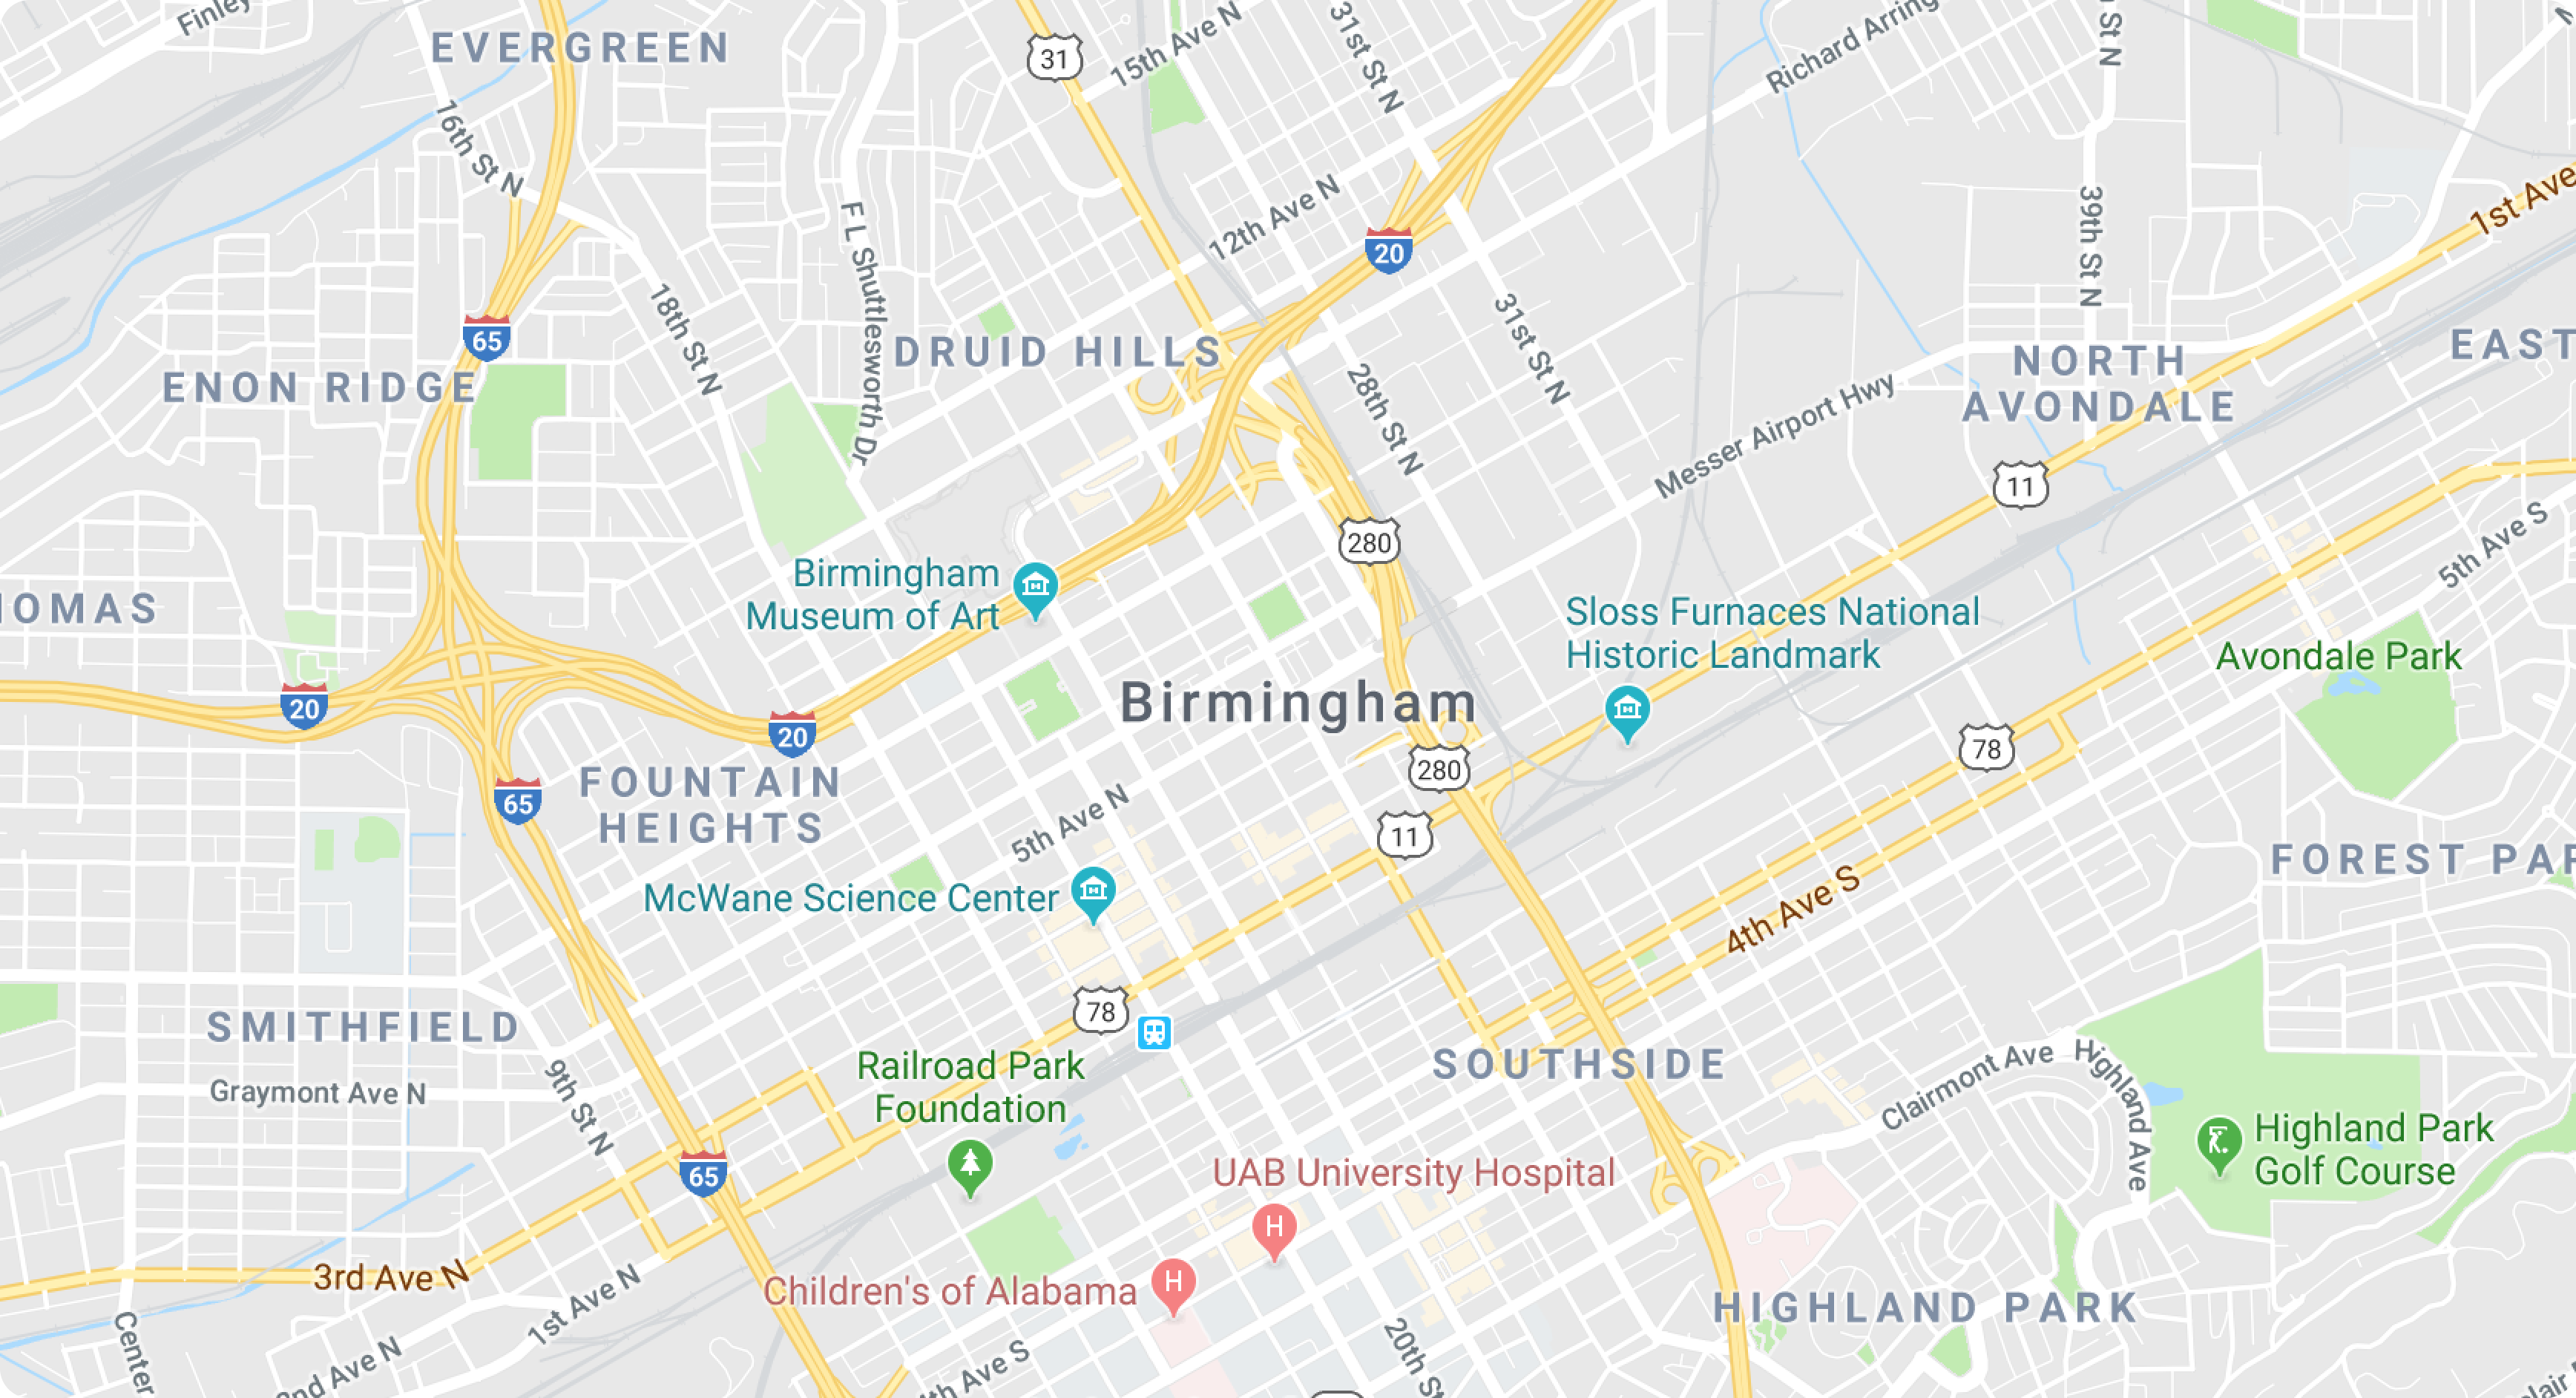 Finley
EVERGREEN
31
15th Ave N
31st St N
Richard Arring
St N
16th St N
F L Shuttlesworth Dr
12th Ave N
20
39th St N
1st Ave
65
18th St N
DRUID HILLS
31st St N
28th St N
ENON RIDGE
NORTH
AVONDALE
EAST
Messer Airport Hwy
11
280
5th Ave S
Birmingham
Museum of Art
OMAS
Sloss Furnaces National
Historic Landmark
Avondale Park
20
20
Birmingham
78
280
65
FOUNTAIN
HEIGHTS
5th Ave N
11
FOREST PAR
McWane Science Center
4th Ave S
78
SMITHFIELD
Railroad Park
Foundation
SOUTHSIDE
Graymont Ave N
9th St N
Clairmont Ave
Highland Ave
Highland Park
Golf Course
65
UAB University Hospital
H
3rd Ave N
1st Ave N
Children's of Alabama
H
HIGHLAND PARK
Center
nd Ave N
th Ave S
20th St
lair